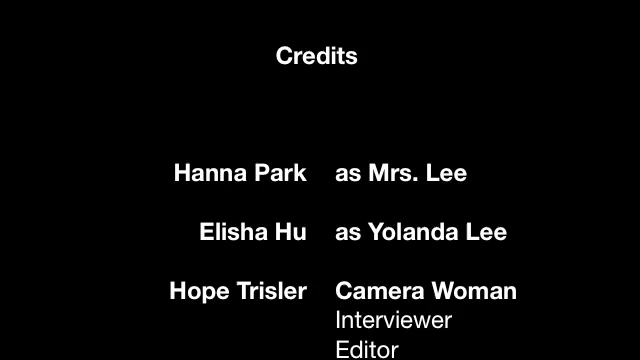 Credits
Hanna Park as Mrs. Lee
Elisha Hu as Yolanda Lee
Hope Trisler Camera Woman
Interviewer
Editor